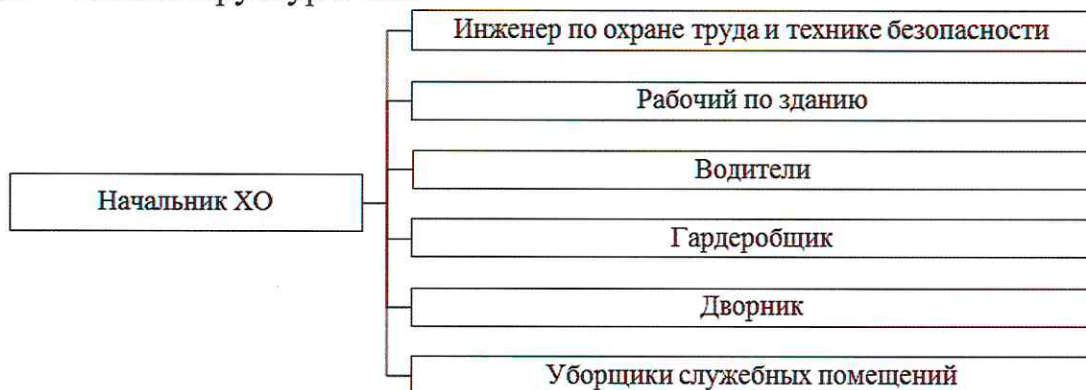 Инженер по охране труда и технике безопасности
Рабочий по зданию
Водители
Начальник ХО
Гардеробщик
Дворник
Уборщики служебных помещений